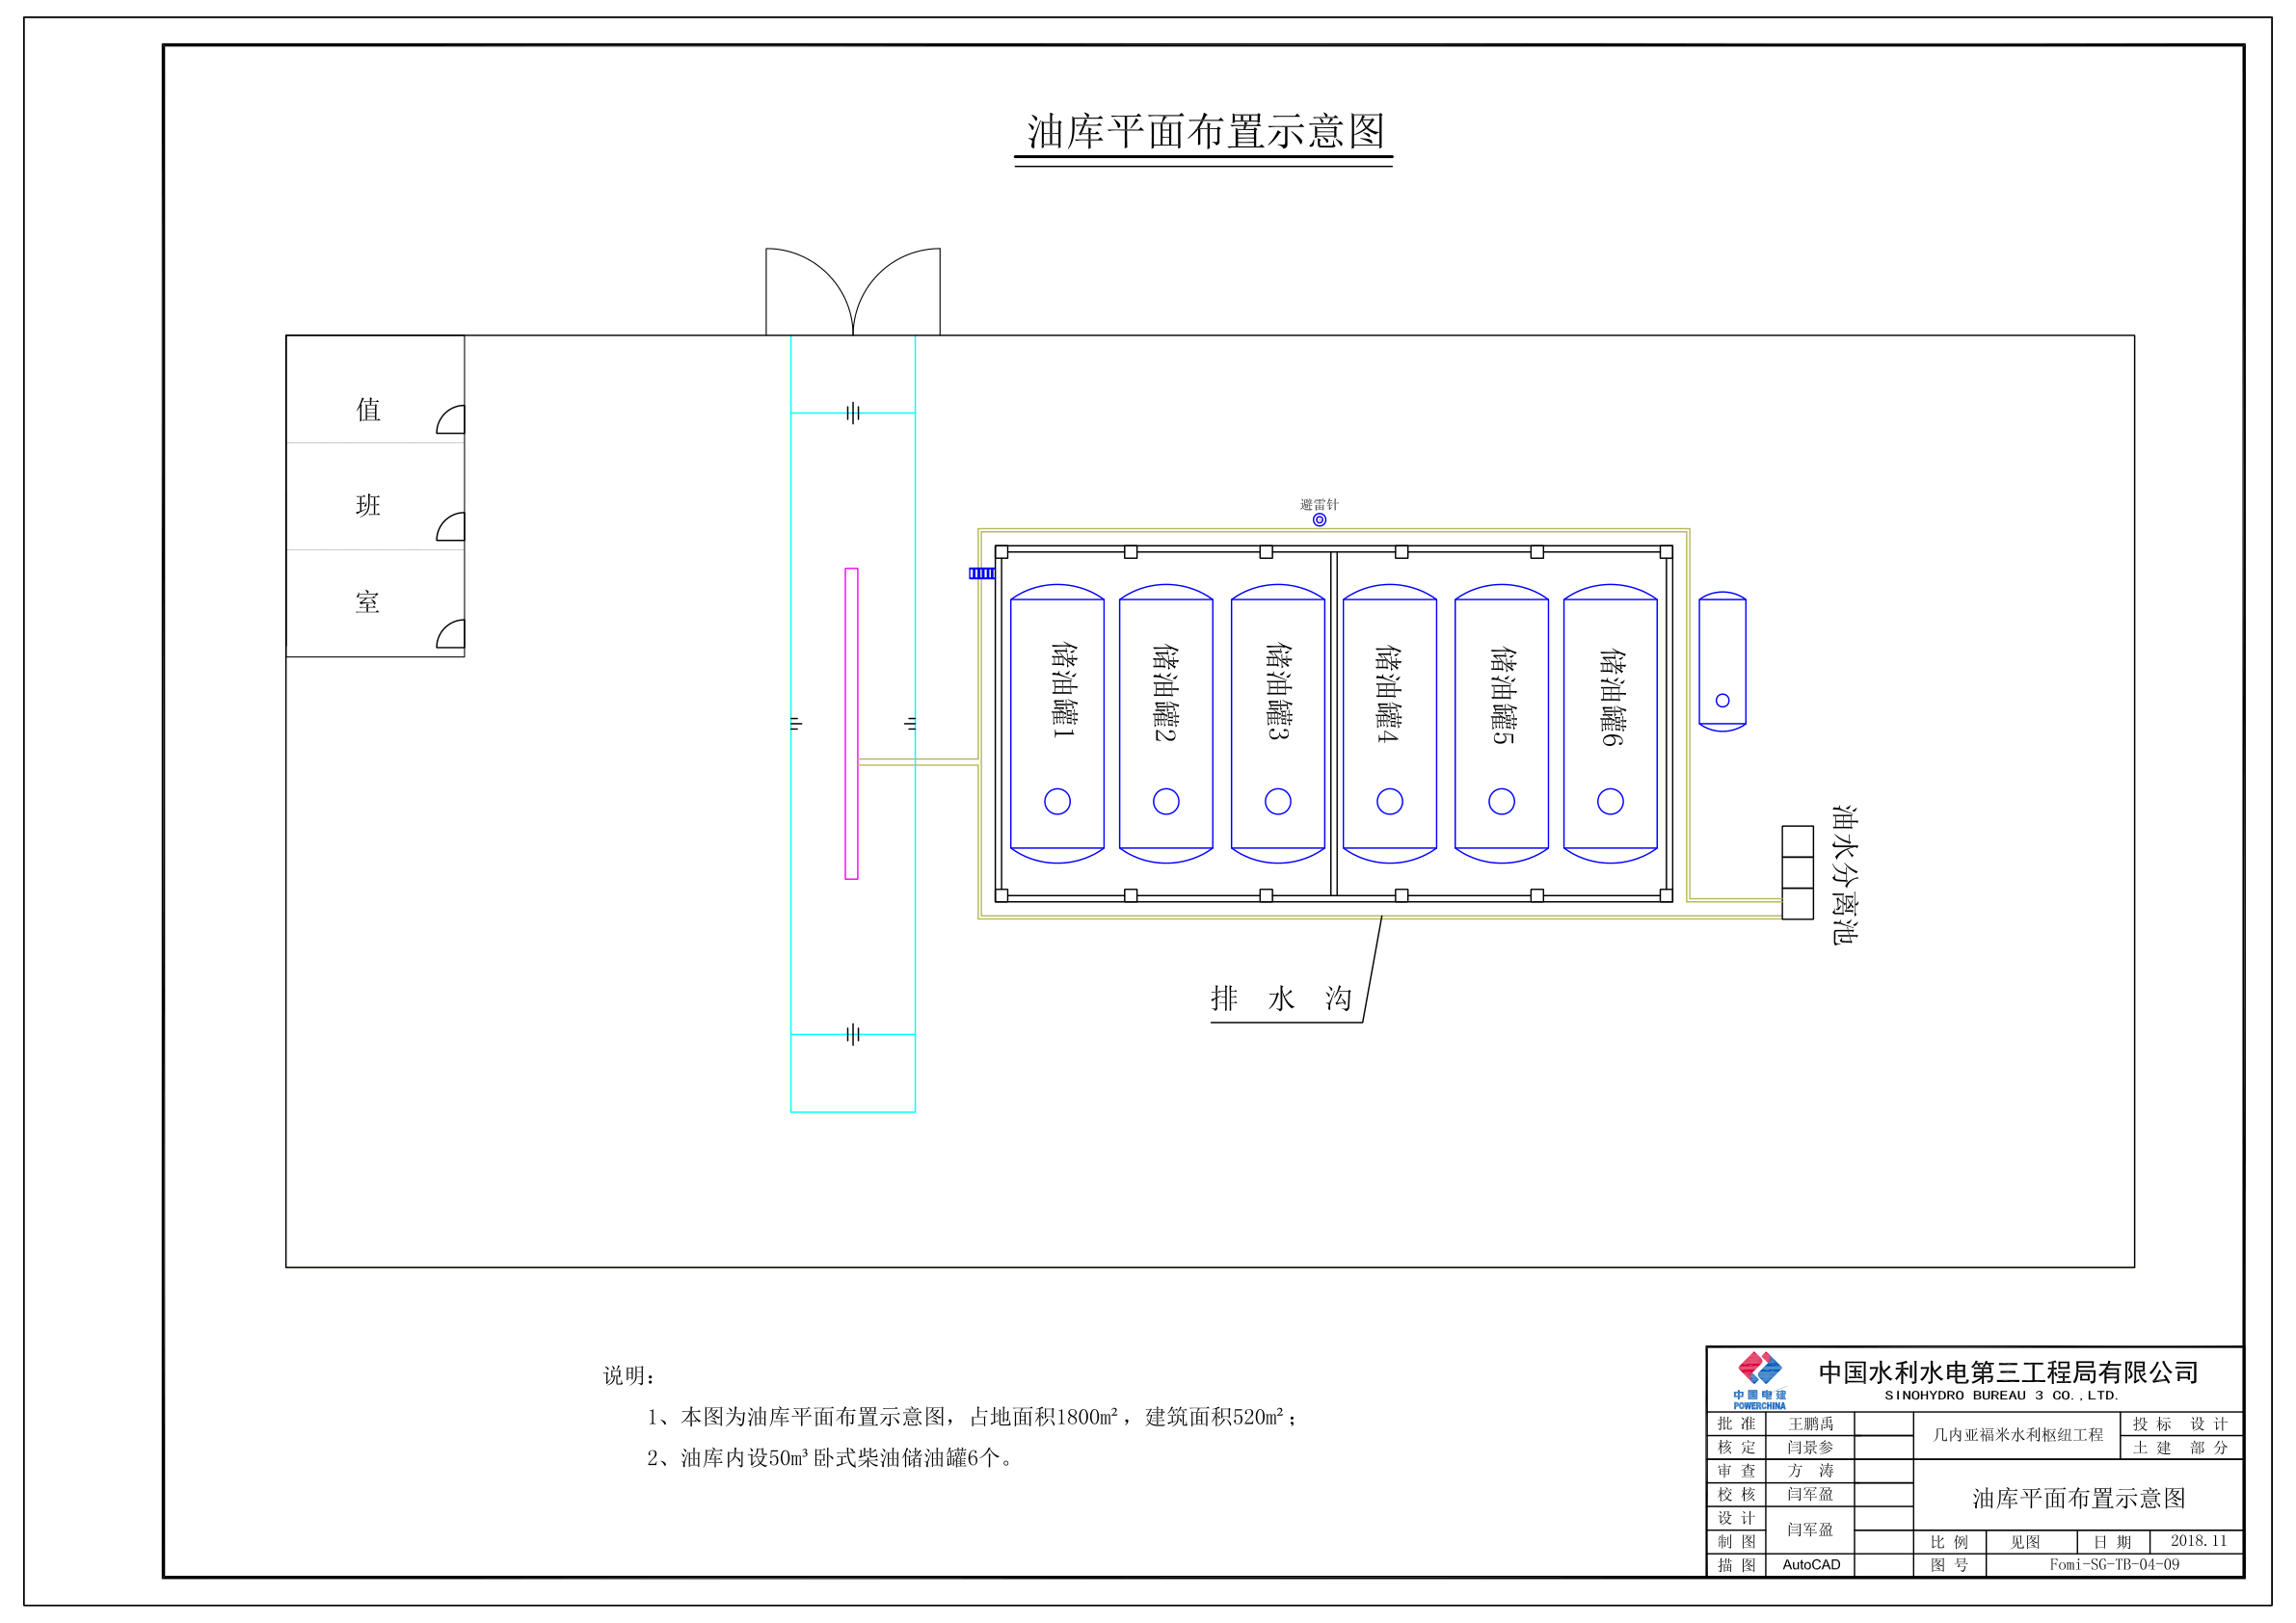 油库平面布置示意图
值
班
室
避雷针
储油罐1
储油罐2
储油罐3
储油罐4
储油罐5
储油罐6
油水分离池
排 水 沟
说明：
1、本图为油库平面布置示意图，占地面积1800m²，建筑面积520m²；
2、油库内设50m³卧式柴油储油罐6个。
中国电建
POWERCHINA
中国水利水电第三工程局有限公司
SINOHYDRO BUREAU 3 CO.,LTD.
批 准 王鹏禹
核 定 闫景参
审 查 方 涛
校 核 闫军盈
设 计
制 图
闫军盈
描 图 AutoCAD
几内亚福米水利枢纽工程
投 标 设 计
土 建 部 分
油库平面布置示意图
比 例 见图 日 期 2018.11
图 号 Fomi-SG-TB-04-09